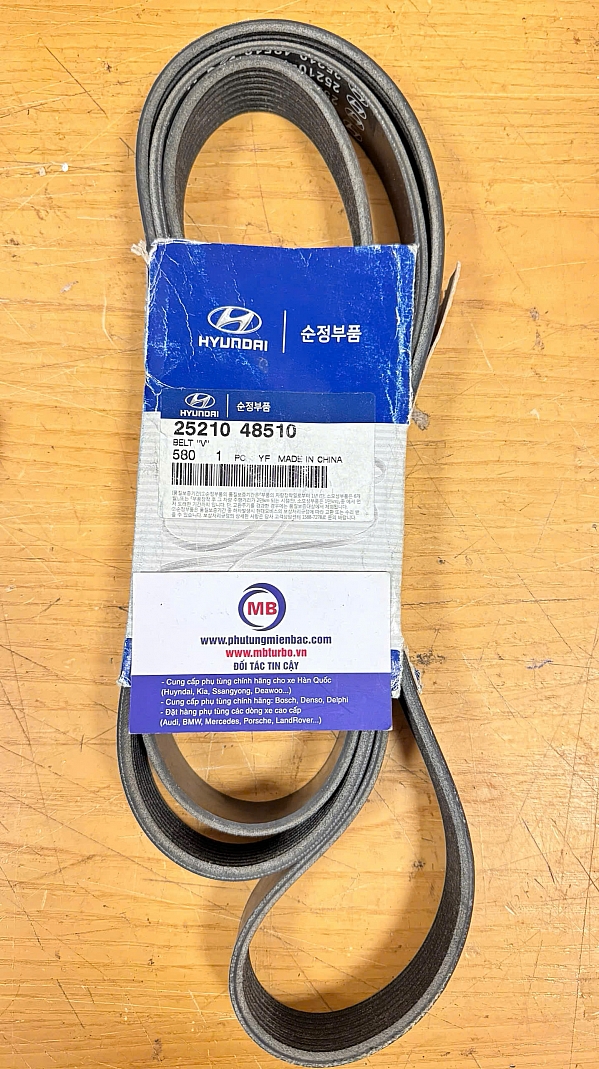 25210
HYUNDAI
순정부품
HYUNDAI
순정부품
25210 48510
BELT "V"
580 1 PC YF MADE IN CHINA
MB
www.phutungmienbac.com
www.mbturbo.vn
ĐỐI TÁC TIN CẬY
- Cung cấp phụ tùng chính hãng cho xe Hàn Quốc
(Huyndai, Kia, Ssangyong, Deawoo...)
- Cung cấp phụ tùng chính hãng: Bosch, Denso, Delphi
- Đặt hàng phụ tùng các dòng xe cao cấp
(Audi, BMW, Mercedes, Porsche, LandRover...)